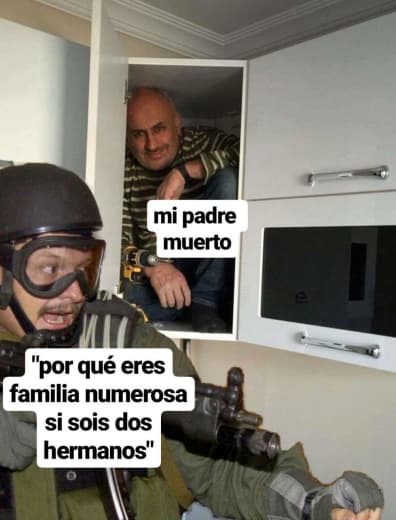 mi padre
muerto
"por qué eres
familia numerosa
si sois dos
hermanos"